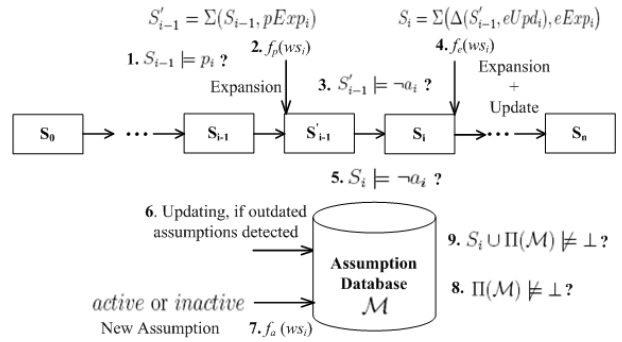 S'_{i-1} = Σ(S_{i-1}, pExp_i)
S_i = Σ(Δ(S'_{i-1}, eUpd_i), eExp_i)
1. S_{i-1} ⊨ p_i ?
2. f_p(ws_i)
Expansion
3. S'_{i-1} ⊨ ¬a_i ?
4. f_e(ws_i)
Expansion
+
Update
S_0 ··· S_{i-1} S'_{i-1} S_i ··· S_n
5. S_i ⊨ ¬a_i ?
6. Updating, if outdated
assumptions detected
Assumption
Database
ℳ
9. S_i ∪ Π(ℳ) ⊭ ⊥?
8. Π(ℳ) ⊭ ⊥?
active or inactive
New Assumption
7. f_a (ws_i)